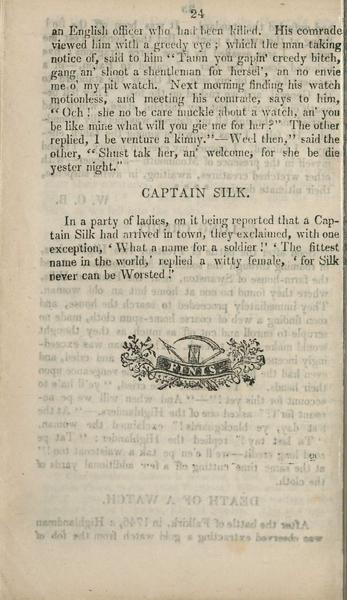 24
an English officer who had been killed. His comrade
viewed him with a greedy eye; which the man taking
notice of, said to him "Tamn you gapin' creedy bitch,
gang an' shoot a shentleman for hersel', an no envie
me o' my pit watch. Next morning finding his watch
motionless, and meeting his comrade, says to him,
"Och! she no be care muckle about a watch, an' you
be like mine what will you gie me for her?" The other
replied, I be venture a kinny."—Weel then," said the
other, "Shust tak her, an' welcome, for she be die
yester night."
CAPTAIN SILK.
In a party of ladies, on it being reported that a Cap-
tain Silk had arrived in town, they exclaimed, with one
exception, 'What a name for a soldier!' 'The fittest
name in the world,' replied a witty female, 'for Silk
never can be Worsted!'
FINIS